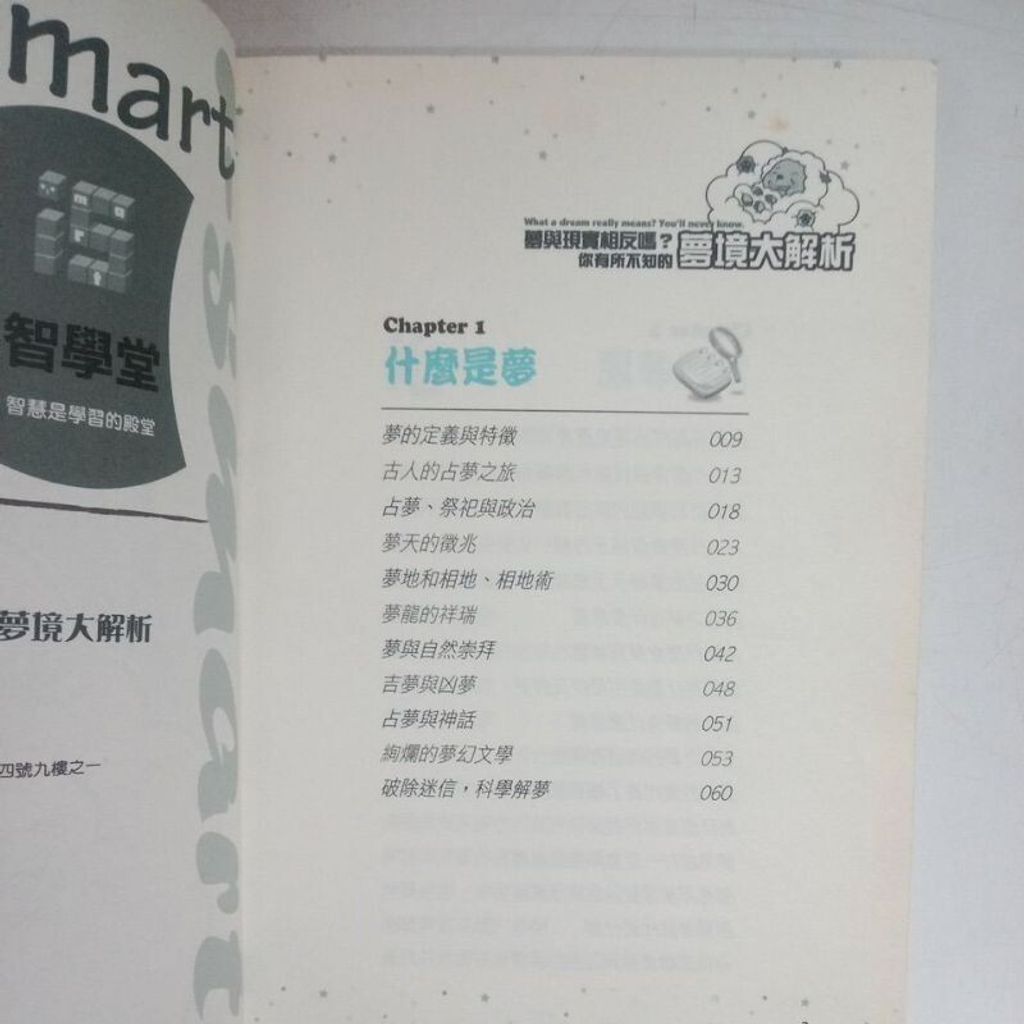 mart
智學堂
智慧是學習的殿堂
夢境大解析
四號九樓之一
What a dream really means? You'll never know.
夢與現實相反嗎？
你有所不知的
夢境大解析
Chapter 1
什麼是夢
夢的定義與特徵 009
古人的占夢之旅 013
占夢、祭祀與政治 018
夢天的徵兆 023
夢地和相地、相地術 030
夢龍的祥瑞 036
夢與自然崇拜 042
吉夢與凶夢 048
占夢與神話 051
絢爛的夢幻文學 053
破除迷信，科學解夢 060